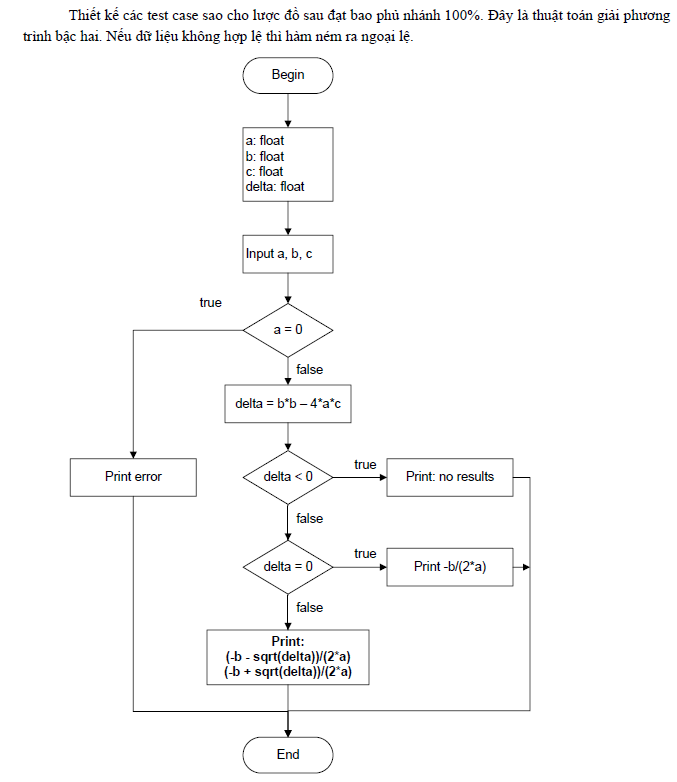 Thiết kế các test case sao cho lược đồ sau đạt bao phủ nhánh 100%. Đây là thuật toán giải phương
trình bậc hai. Nếu dữ liệu không hợp lệ thì hàm ném ra ngoại lệ.
Begin
a: float
b: float
c: float
delta: float
Input a, b, c
true
a = 0
false
delta = b*b – 4*a*c
Print error
delta < 0
true
Print: no results
false
delta = 0
true
Print -b/(2*a)
false
Print:
(-b - sqrt(delta))/(2*a)
(-b + sqrt(delta))/(2*a)
End